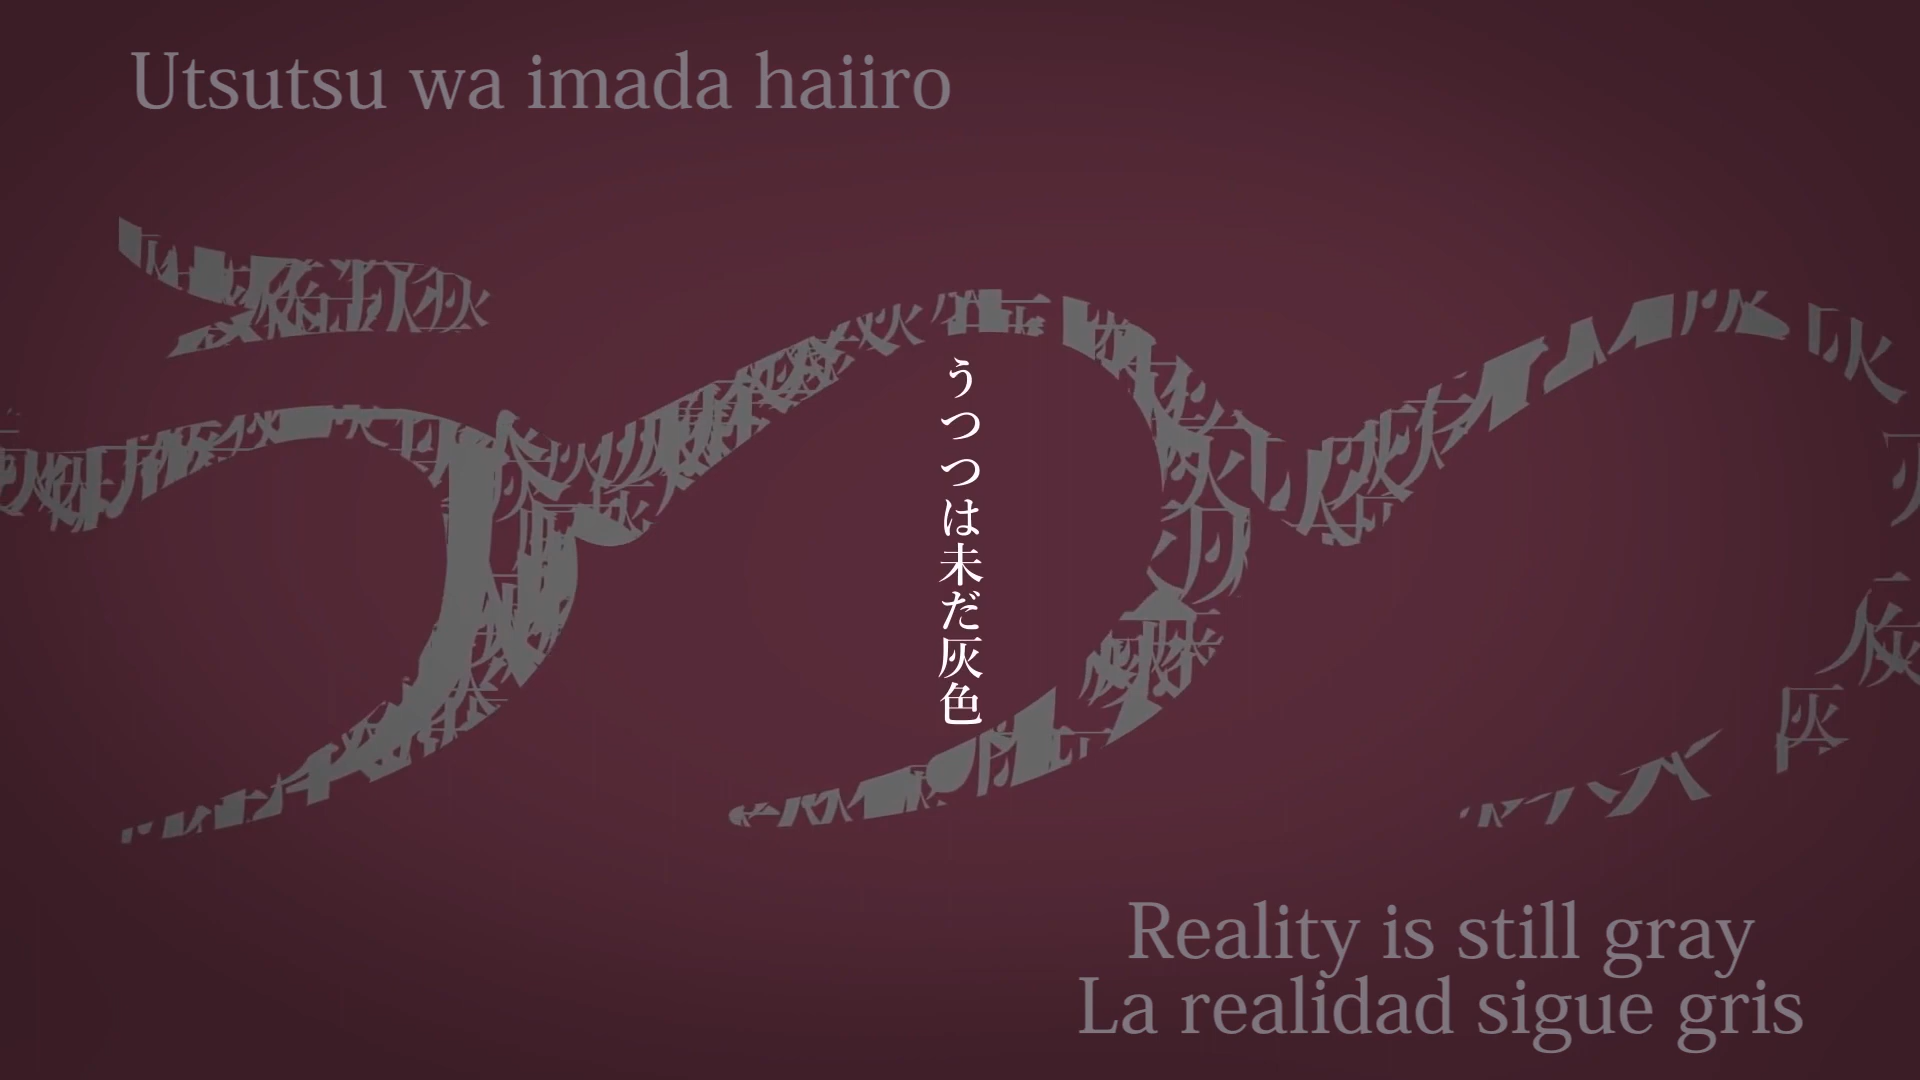 Utsutsu wa imada haiiro
うつつは未だ灰色
Reality is still gray
La realidad sigue gris